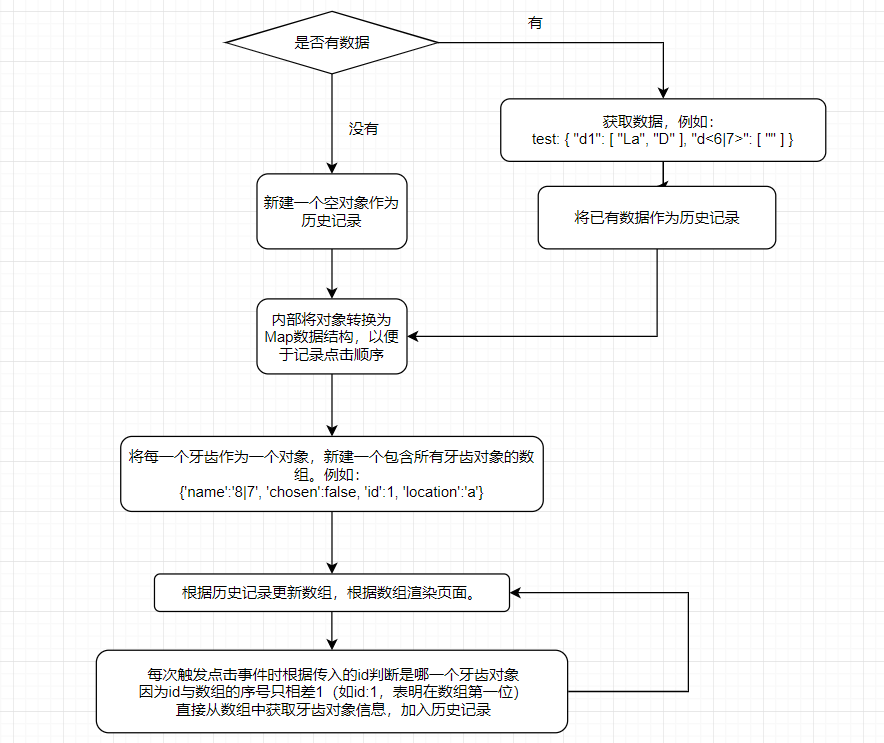 是否有数据
有
获取数据，例如：
test: { "d1": [ "La", "D" ], "d<6|7>": [ "" ] }
没有
新建一个空对象作为
历史记录
将已有数据作为历史记录
内部将对象转换为
Map数据结构，以便
于记录点击顺序
将每一个牙齿作为一个对象，新建一个包含所有牙齿对象的数
组。例如：
{'name':'8|7', 'chosen':false, 'id':1, 'location':'a'}
根据历史记录更新数组，根据数组渲染页面。
每次触发点击事件时根据传入的id判断是哪一个牙齿对象
因为id与数组的序号只相差1（如id:1，表明在数组第一位）
直接从数组中获取牙齿对象信息，加入历史记录